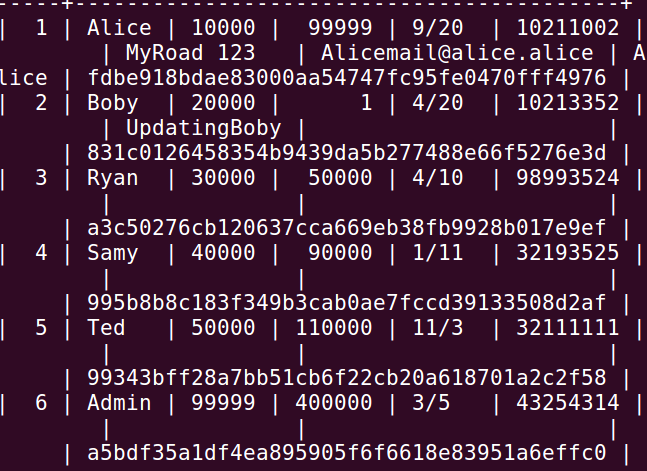 -----+------------------------------------------+
|  1 | Alice | 10000 |  99999 | 9/20  | 10211002 |
| MyRoad 123   | Alicemail@alice.alice | A
lice | fdbe918bdae83000aa54747fc95fe0470fff4976 |
|  2 | Boby  | 20000 |      1 | 4/20  | 10213352 |
| UpdatingBoby |                       |
| 831c0126458354b9439da5b277488e66f5276e3d |
|  3 | Ryan  | 30000 |  50000 | 4/10  | 98993524 |
|              |                       |
| a3c50276cb120637cca669eb38fb9928b017e9ef |
|  4 | Samy  | 40000 |  90000 | 1/11  | 32193525 |
|              |                       |
| 995b8b8c183f349b3cab0ae7fccd39133508d2af |
|  5 | Ted   | 50000 | 110000 | 11/3  | 32111111 |
|              |                       |
| 99343bff28a7bb51cb6f22cb20a618701a2c2f58 |
|  6 | Admin | 99999 | 400000 | 3/5   | 43254314 |
|              |                       |
| a5bdf35a1df4ea895905f6f6618e83951a6effc0 |